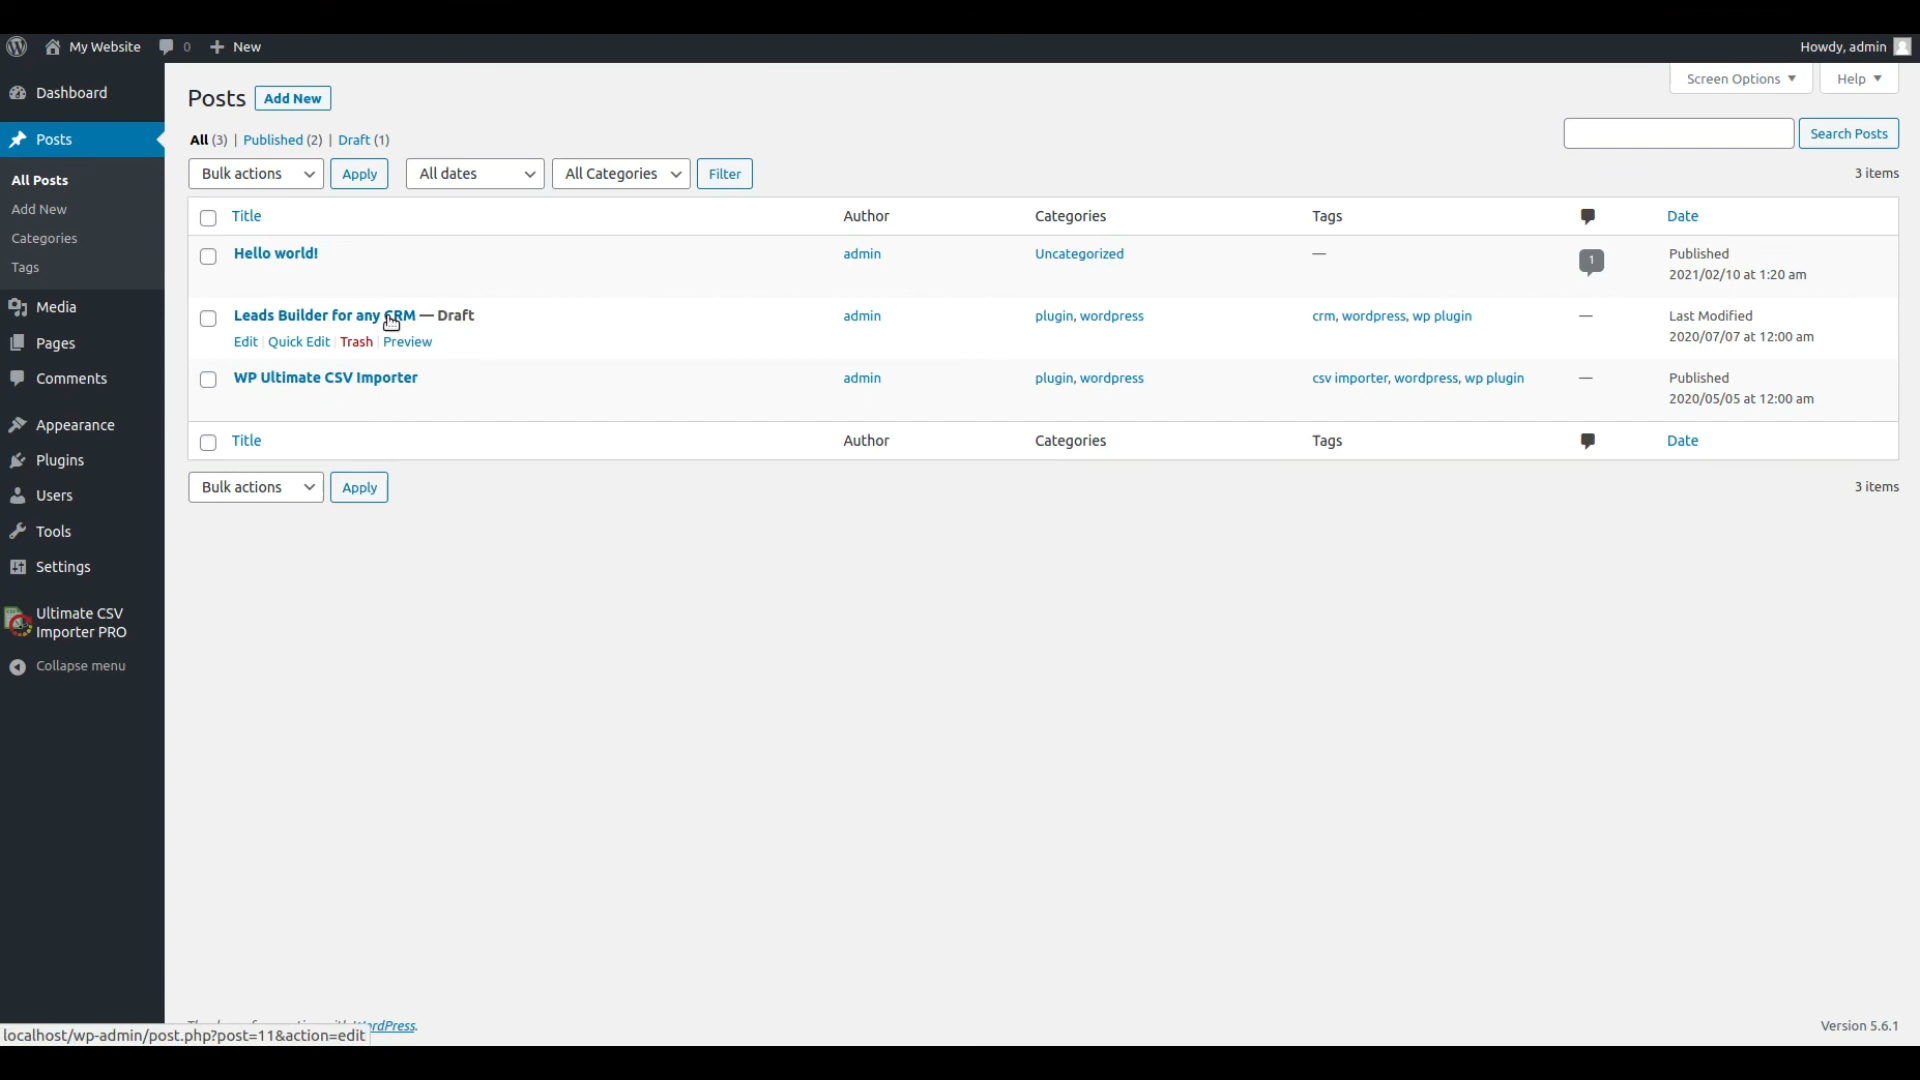 My Website 0 New Howdy, admin
Screen Options Help
Dashboard
Posts
All Posts
Add New
Categories
Tags
Media
Pages
Comments
Appearance
Plugins
Users
Tools
Settings
Ultimate CSV
Importer PRO
Collapse menu
Posts Add New
All (3) | Published (2) | Draft (1)
Search Posts
Bulk actions Apply All dates All Categories Filter 3 items
Title Author Categories Tags Date
Hello world! admin Uncategorized — 1 Published
2021/02/10 at 1:20 am
Leads Builder for any CRM — Draft admin plugin, wordpress crm, wordpress, wp plugin — Last Modified
Edit | Quick Edit | Trash | Preview 2020/07/07 at 12:00 am
WP Ultimate CSV Importer admin plugin, wordpress csv importer, wordpress, wp plugin — Published
2020/05/05 at 12:00 am
Title Author Categories Tags Date
Bulk actions Apply 3 items
WordPress. Version 5.6.1
localhost/wp-admin/post.php?post=11&action=edit